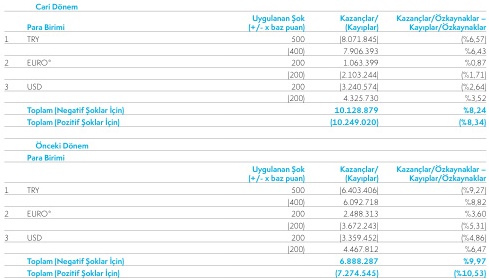 Cari Dönem
Uygulanan Şok Kazançlar/ Kazançlar/Özkaynaklar –
Para Birimi (+/- x baz puan) (Kayıplar) Kayıplar/Özkaynaklar
1 TRY 500 (8.071.845) (%6,57)
(400) 7.906.393 %6,43
2 EURO* 200 1.063.399 %0,87
(200) (2.103.244) (%1,71)
3 USD 200 (3.240.574) (%2,64)
(200) 4.325.730 %3,52
Toplam (Negatif Şoklar İçin) 10.128.879 %8,24
Toplam (Pozitif Şoklar İçin) (10.249.020) (%8,34)
Önceki Dönem
Para Birimi
Uygulanan Şok Kazançlar/ Kazançlar/Özkaynaklar –
(+/- x baz puan) (Kayıplar) Kayıplar/Özkaynaklar
1 TRY 500 (6.403.406) (%9,27)
(400) 6.092.718 %8,82
2 EURO* 200 2.488.313 %3,60
(200) (3.672.243) (%5,31)
3 USD 200 (3.359.452) (%4,86)
(200) 4.467.812 %6,47
Toplam (Negatif Şoklar İçin) 6.888.287 %9,97
Toplam (Pozitif Şoklar İçin) (7.274.545) (%10,53)